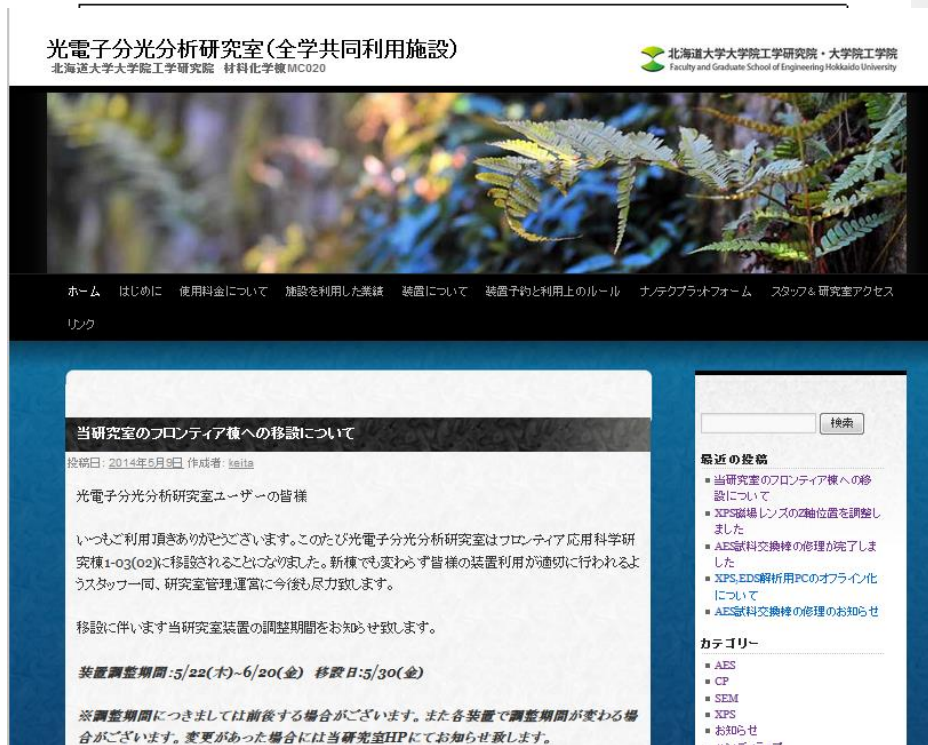 光電子分光分析研究室(全学共同利用施設)
北海道大学大学院工学研究院 材料化学棟MC020
北海道大学大学院工学研究院・大学院工学院
Faculty and Graduate School of Engineering Hokkaido University
ホーム はじめに 使用料金について 施設を利用した業績 装置について 装置予約と利用上のルール ナノテクプラットフォーム スタッフ&研究室アクセス
リンク
当研究室のフロンティア棟への移設について
投稿日: 2014年5月9日 作成者: keita
光電子分光分析研究室ユーザーの皆様
いつもご利用頂きありがとうございます。このたび光電子分光分析研究室はフロンティア応用科学研
究棟1-03(02)に移設されることになりました。新棟でも変わらず皆様の装置利用が適切に行われるよ
うスタッフ一同、研究室管理運営に今後も尽力致します。
移設に伴います当研究室装置の調整期間をお知らせ致します。
装置調整期間:5/22(木)~6/20(金) 移設日:5/30(金)
※調整期間につきましては前後する場合がございます。また各装置で調整期間が変わる場
合がございます。変更があった場合には当研究室HPにてお知らせ致します。
検索
最近の投稿
当研究室のフロンティア棟への移
設について
XPS磁場レンズのZ軸位置を調整し
ました
AES試料交換棒の修理が完了しま
した
XPS,EDS解析用PCのオフライン化
について
AES試料交換棒の修理のお知らせ
カテゴリー
AES
CP
SEM
XPS
お知らせ